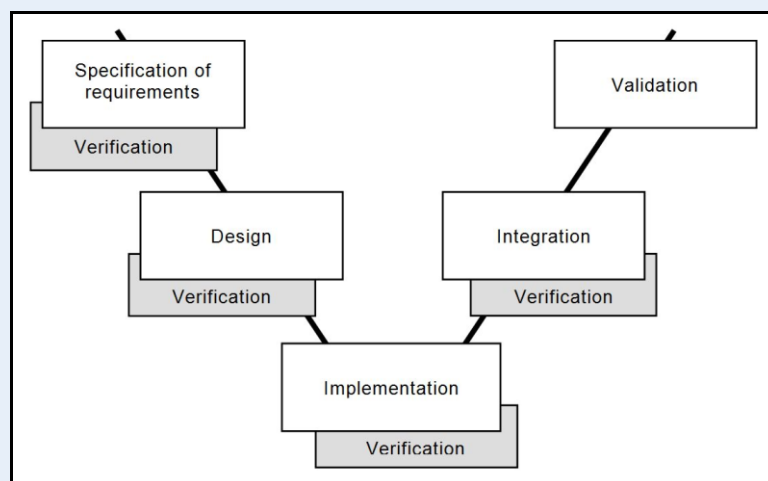 Specification of
requirements
Verification
Validation
Design
Verification
Integration
Verification
Implementation
Verification